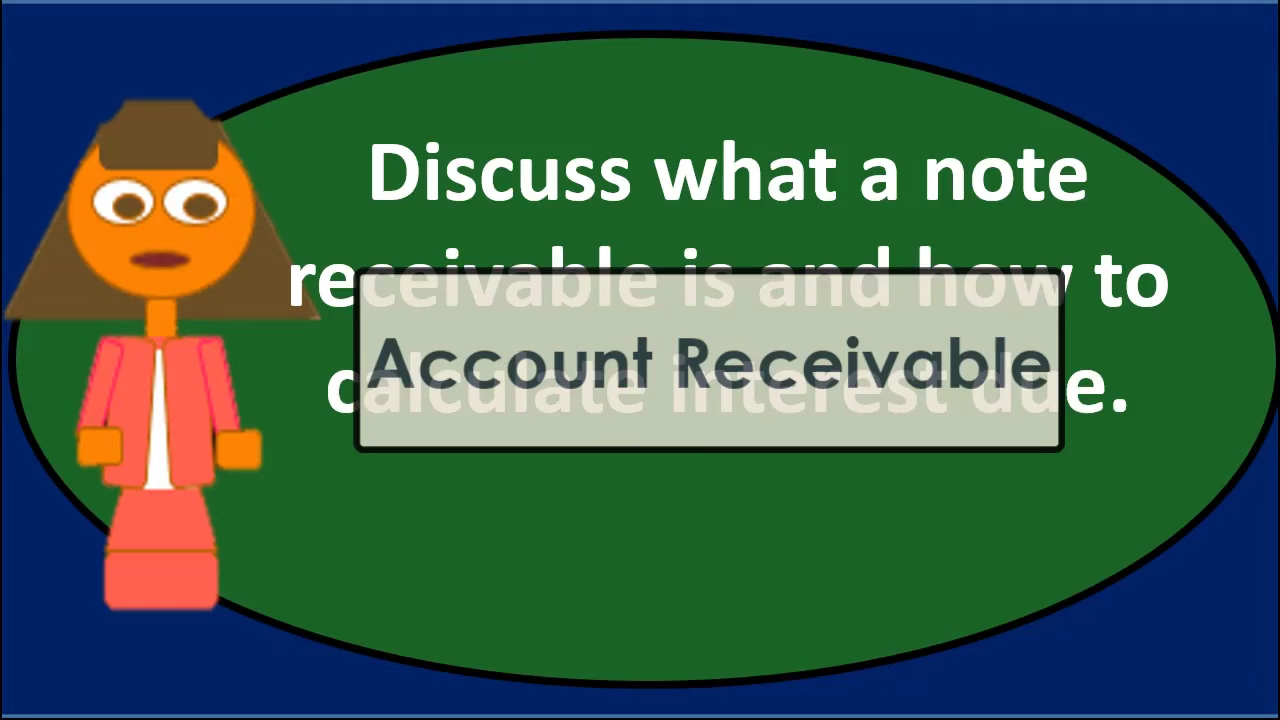 Discuss what a note
receivable is and how to
Account Receivable
calculate interest due.